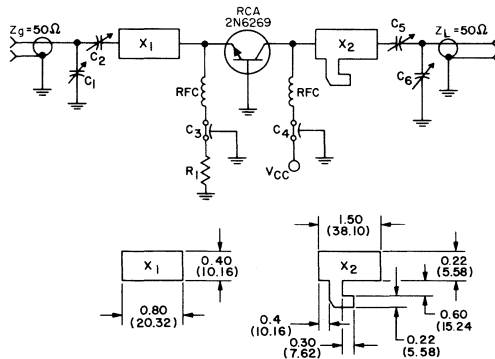 RCA
2N6269
Zg=50Ω
C2
X1
C1
X2
C5
ZL=50Ω
C6
RFC
RFC
C3
C4
R1
VCC
1.50
(38.10)
X1
0.40
(10.16)
0.80
(20.32)
X2
0.22
(5.58)
0.4
(10.16)
0.30
(7.62)
0.60
(15.24
0.22
(5.58)